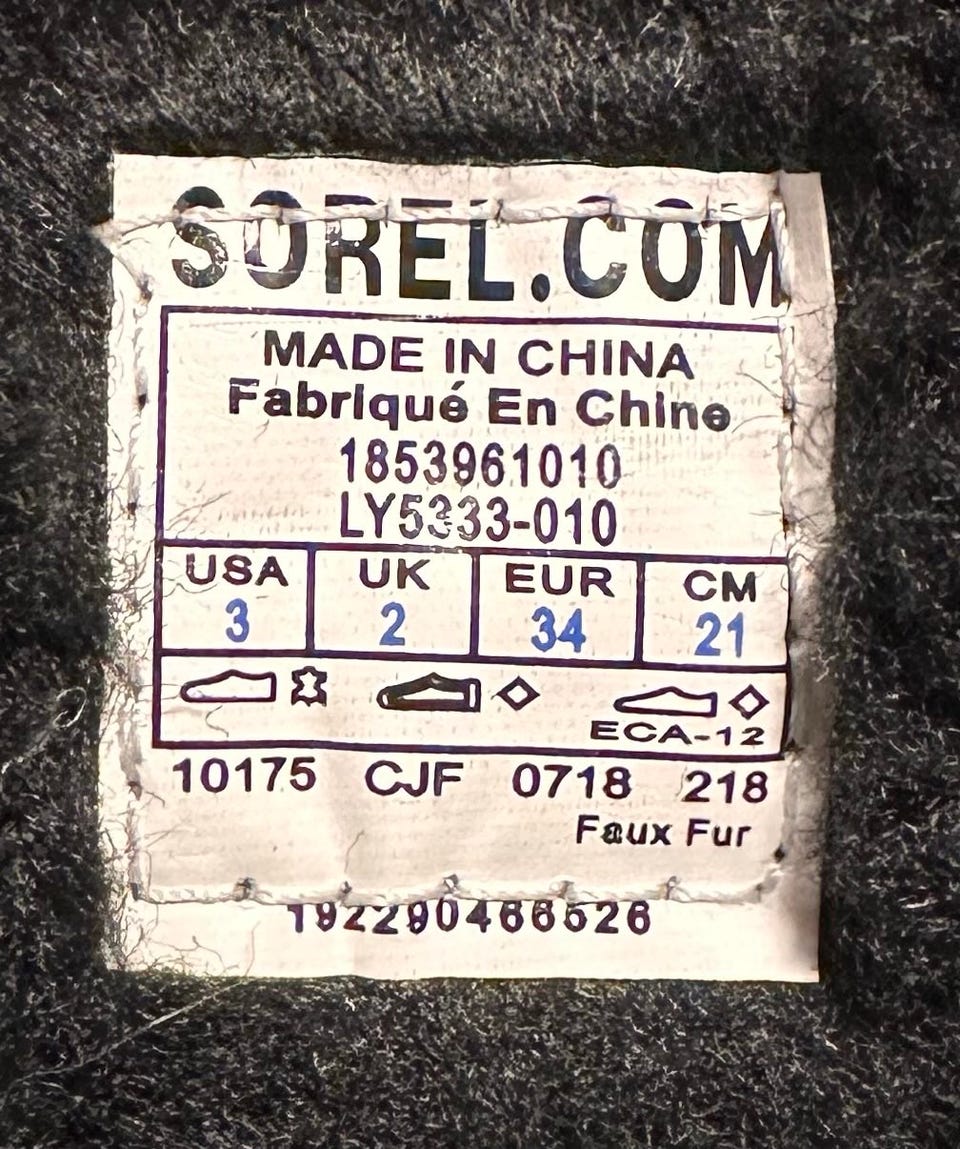 SOREL.COM
MADE IN CHINA
Fabriqué En Chine
1853961010
LY5333-010
USA UK EUR CM
3 2 34 21
ECA-12
10175 CJF 0718 218
Faux Fur
192290466526